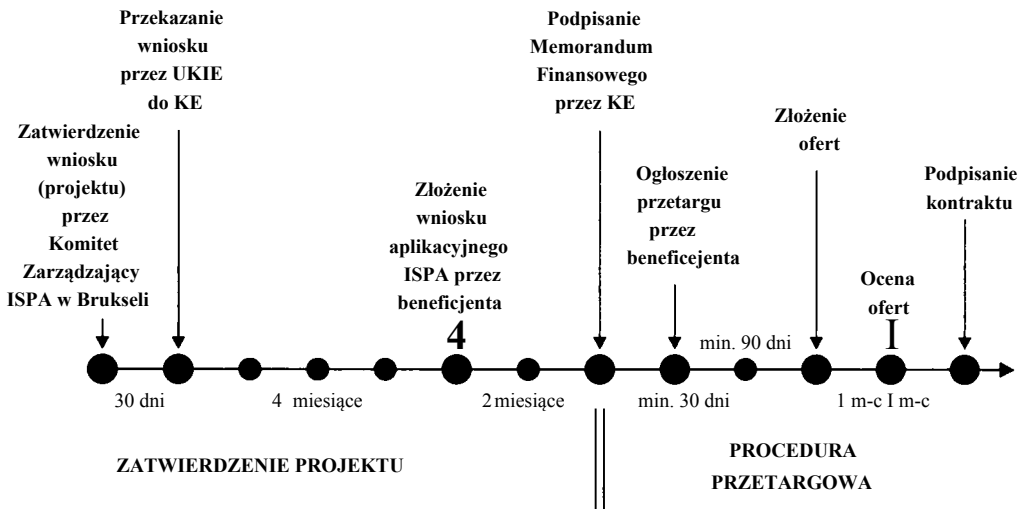 Przekazanie
wniosku
przez UKIE
do KE
Zatwierdzenie
wniosku
(projektu)
przez
Komitet
Zarządzający
ISPA w Brukseli
Złożenie
wniosku
aplikacyjnego
ISPA przez
beneficjenta
4
Podpisanie
Memorandum
Finansowego
przez KE
Ogłoszenie
przetargu
przez
beneficejenta
Złożenie
ofert
Ocena
ofert
I
Podpisanie
kontraktu
min. 90 dni
30 dni
4 miesiące
2 miesiące
min. 30 dni
1 m-c I m-c
ZATWIERDZENIE PROJEKTU
PROCEDURA
PRZETARGOWA